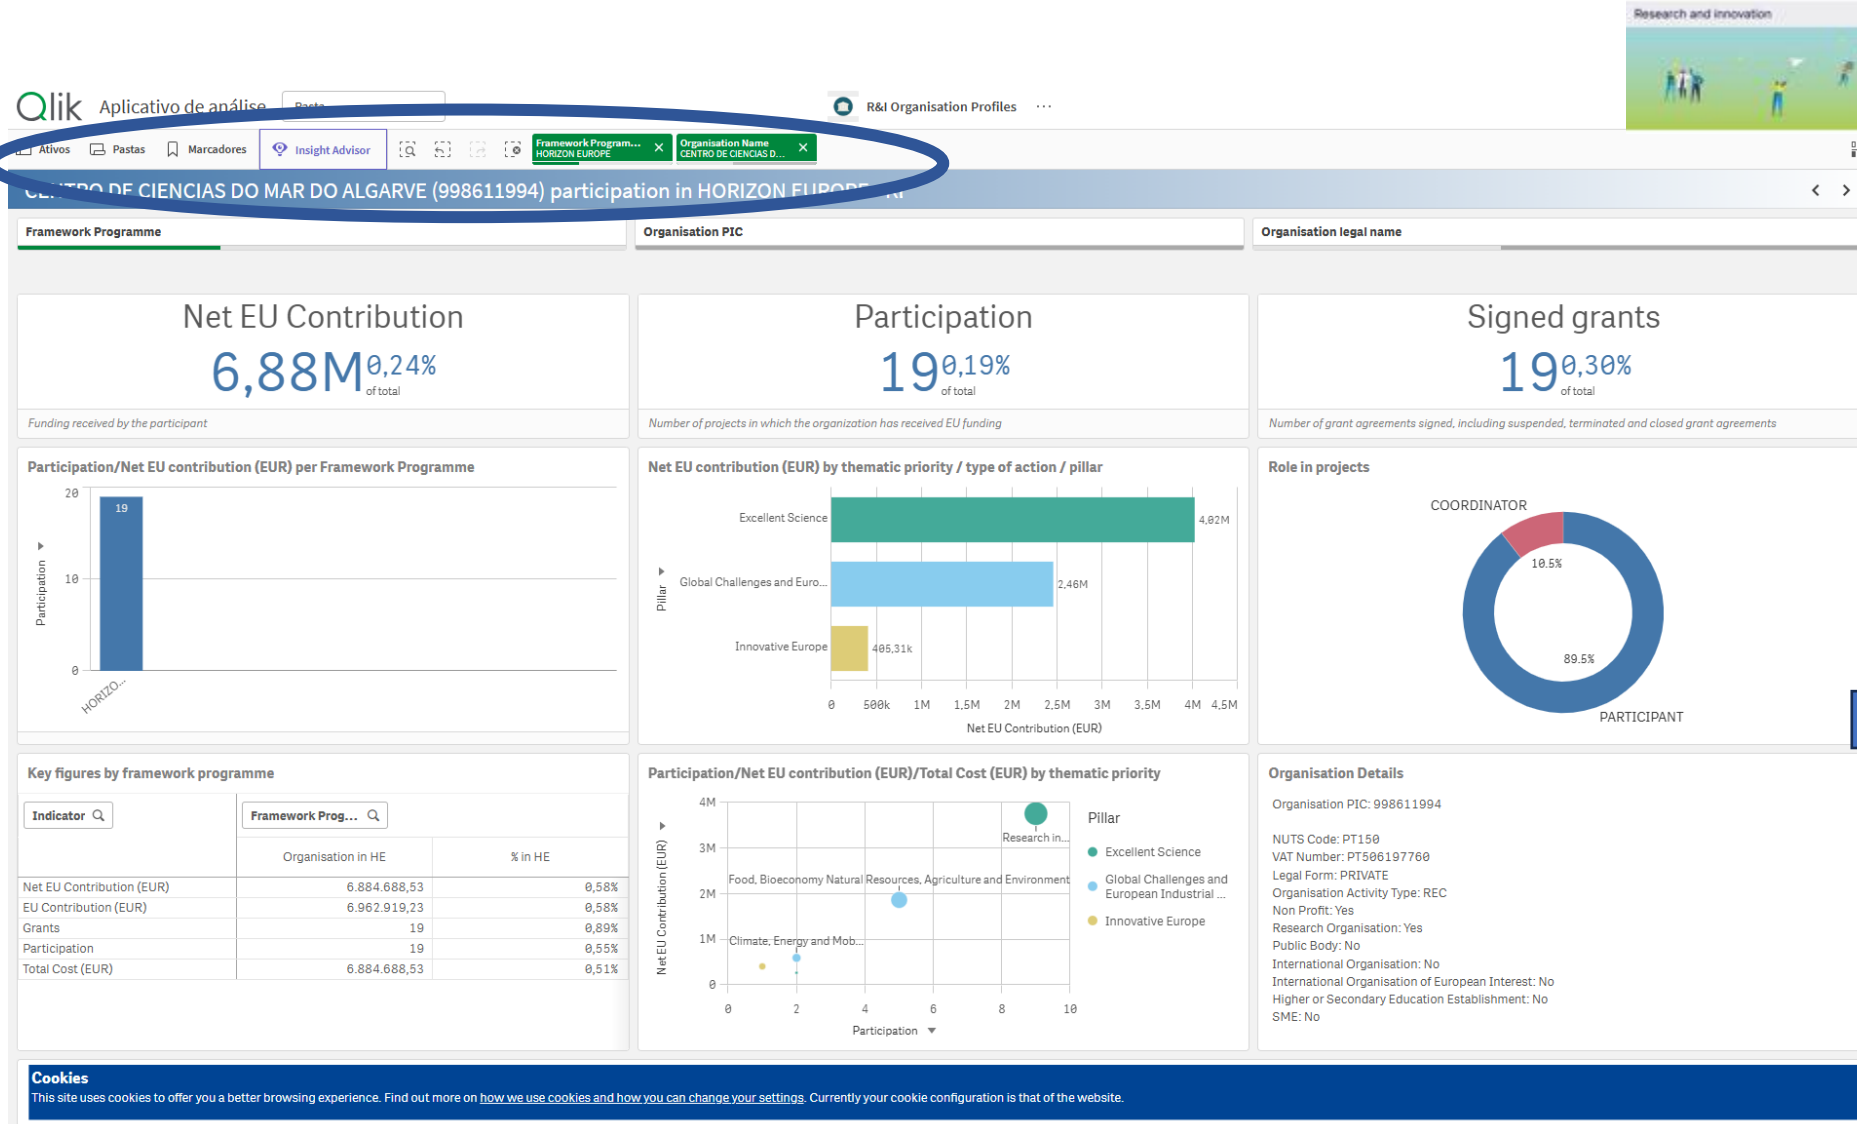 Research and innovation
Qlik Aplicativo de análise
R&I Organisation Profiles ...
Ativos Pastas Marcadores Insight Advisor
Framework Program... Organisation Name
HORIZON EUROPE CENTRO DE CIENCIAS D...
CENTRO DE CIENCIAS DO MAR DO ALGARVE (998611994) participation in HORIZON EUROPE
Framework Programme
Organisation PIC
Organisation legal name
Net EU Contribution
6,88M 0,24%
of total
Funding received by the participant
Participation
19 0,19%
of total
Number of projects in which the organization has received EU funding
Signed grants
19 0,30%
of total
Number of grant agreements signed, including suspended, terminated and closed grant agreements
Participation/Net EU contribution (EUR) per Framework Programme
20
19
10
0
Participation
HORIZO...
Net EU contribution (EUR) by thematic priority / type of action / pillar
Pillar
Excellent Science 4,02M
Global Challenges and Euro... 2,46M
Innovative Europe 405,31k
0 500k 1M 1,5M 2M 2,5M 3M 3,5M 4M 4,5M
Net EU Contribution (EUR)
Role in projects
COORDINATOR
10.5%
89.5%
PARTICIPANT
Key figures by framework programme
Indicator Framework Prog...
Organisation in HE % in HE
Net EU Contribution (EUR) 6.884.688,53 0,58%
EU Contribution (EUR) 6.962.919,23 0,58%
Grants 19 0,89%
Participation 19 0,55%
Total Cost (EUR) 6.884.688,53 0,51%
Participation/Net EU contribution (EUR)/Total Cost (EUR) by thematic priority
Net EU Contribution (EUR)
4M
Research in...
3M
Food, Bioeconomy Natural Resources, Agriculture and Environment
2M
1M
Climate, Energy and Mob...
0
0 2 4 6 8 10
Participation
Pillar
Excellent Science
Global Challenges and
European Industrial ...
Innovative Europe
Organisation Details
Organisation PIC: 998611994
NUTS Code: PT150
VAT Number: PT506197760
Legal Form: PRIVATE
Organisation Activity Type: REC
Non Profit: Yes
Research Organisation: Yes
Public Body: No
International Organisation: No
International Organisation of European Interest: No
Higher or Secondary Education Establishment: No
SME: No
Cookies
This site uses cookies to offer you a better browsing experience. Find out more on how we use cookies and how you can change your settings. Currently your cookie configuration is that of the website.